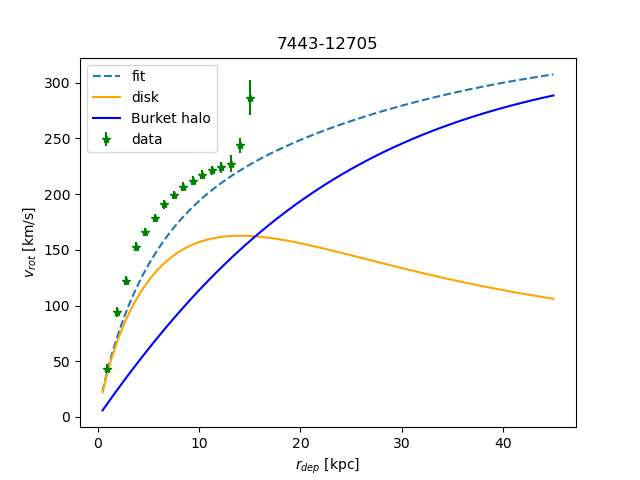 7443-12705
fit
disk
Burket halo
data
300
250
200
150
100
50
0
v_rot [km/s]
0 10 20 30 40
r_dep [kpc]